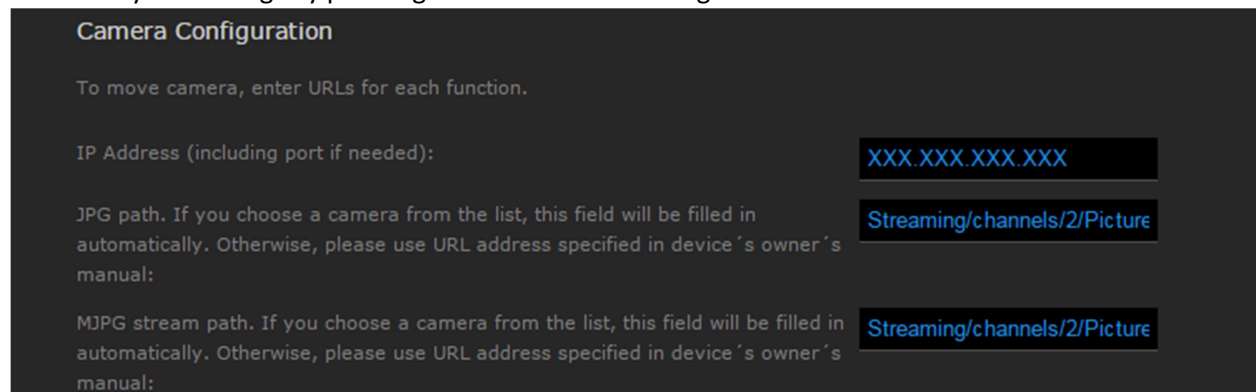 Camera Configuration
To move camera, enter URLs for each function.
IP Address (including port if needed):
XXX.XXX.XXX.XXX
JPG path. If you choose a camera from the list, this field will be filled in
automatically. Otherwise, please use URL address specified in device´s owner´s
manual:
Streaming/channels/2/Picture
MJPG stream path. If you choose a camera from the list, this field will be filled in
automatically. Otherwise, please use URL address specified in device´s owner´s
manual:
Streaming/channels/2/Picture